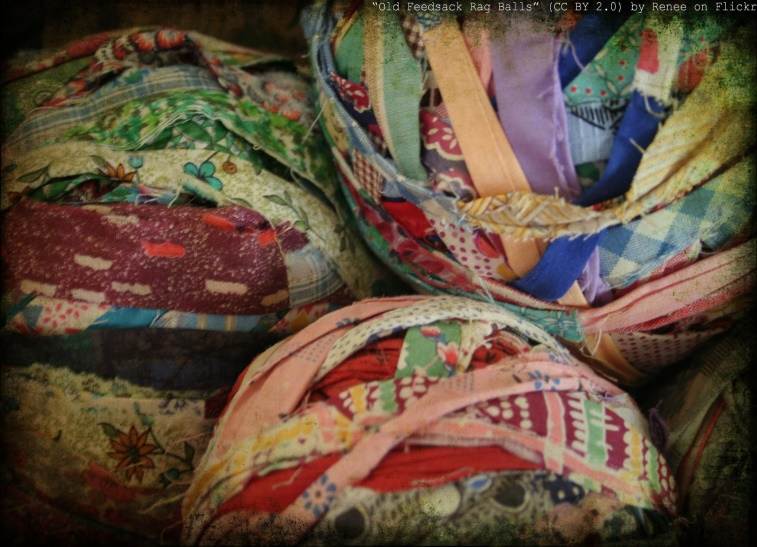 “Old Feedsack Rag Balls” (CC BY 2.0) by Renee on Flickr